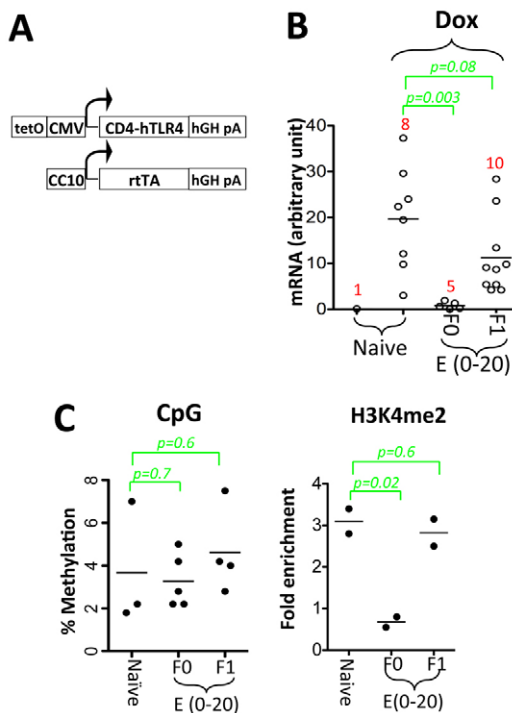 A
tetO CMV CD4-hTLR4 hGH pA
CC10 rtTA hGH pA
B
Dox
p=0.08
p=0.003
mRNA (arbitrary unit)
40
30
20
10
0
1
8
5
10
F0
F1
Naive
E (0-20)
C
CpG
p=0.6
p=0.7
% Methylation
8
6
4
2
0
Naïve
F0
F1
E (0-20)
H3K4me2
p=0.6
p=0.02
Fold enrichment
4
3
2
1
0
Naive
F0
F1
E(0-20)